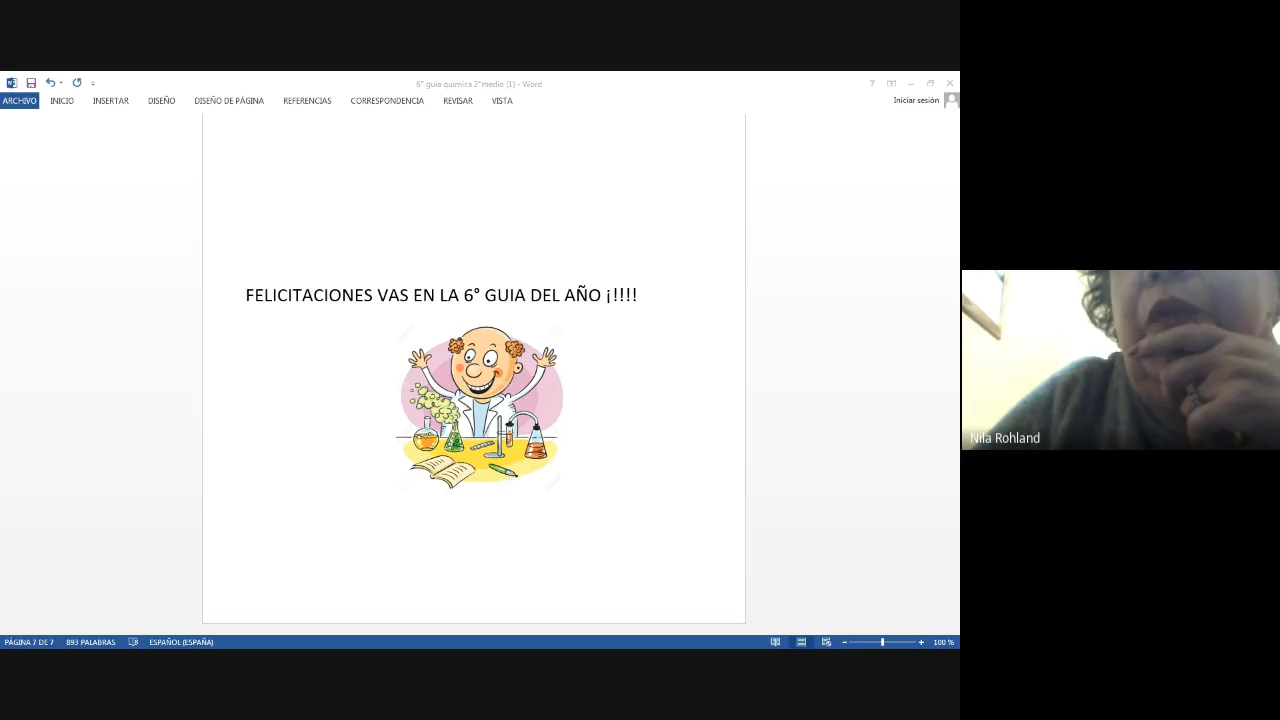 6° guia quimica 2°medio (1) - Word
ARCHIVO INICIO INSERTAR DISEÑO DISEÑO DE PÁGINA REFERENCIAS CORRESPONDENCIA REVISAR VISTA Iniciar sesión
FELICITACIONES VAS EN LA 6° GUIA DEL AÑO ¡!!!!
Nila Rohland
PÁGINA 7 DE 7 893 PALABRAS ESPAÑOL (ESPAÑA) 100 %